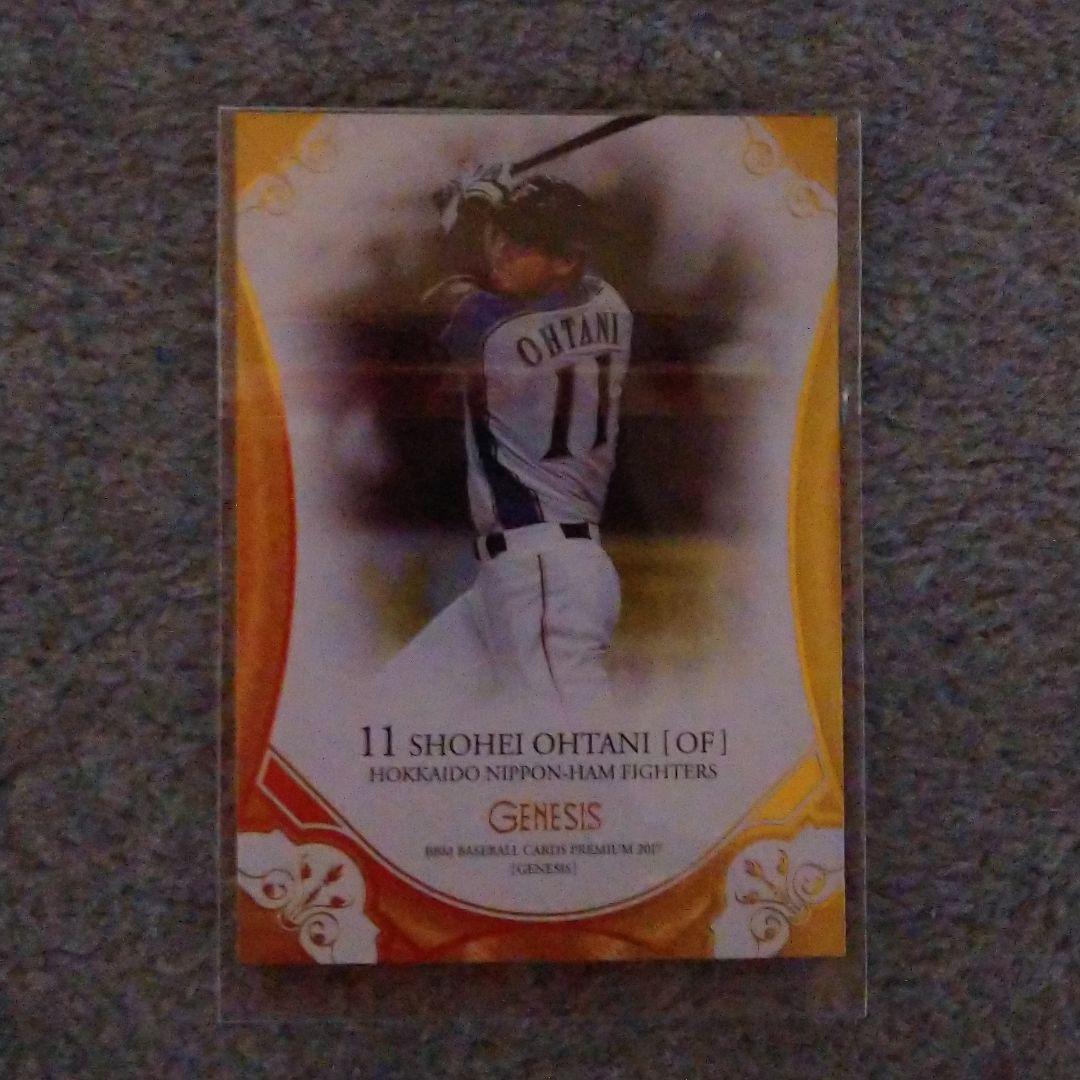 OHTANI
11
11 SHOHEI OHTANI [OF]
HOKKAIDO NIPPON-HAM FIGHTERS
GENESIS
BBM BASEBALL CARDS PREMIUM 2017
[GENESIS]